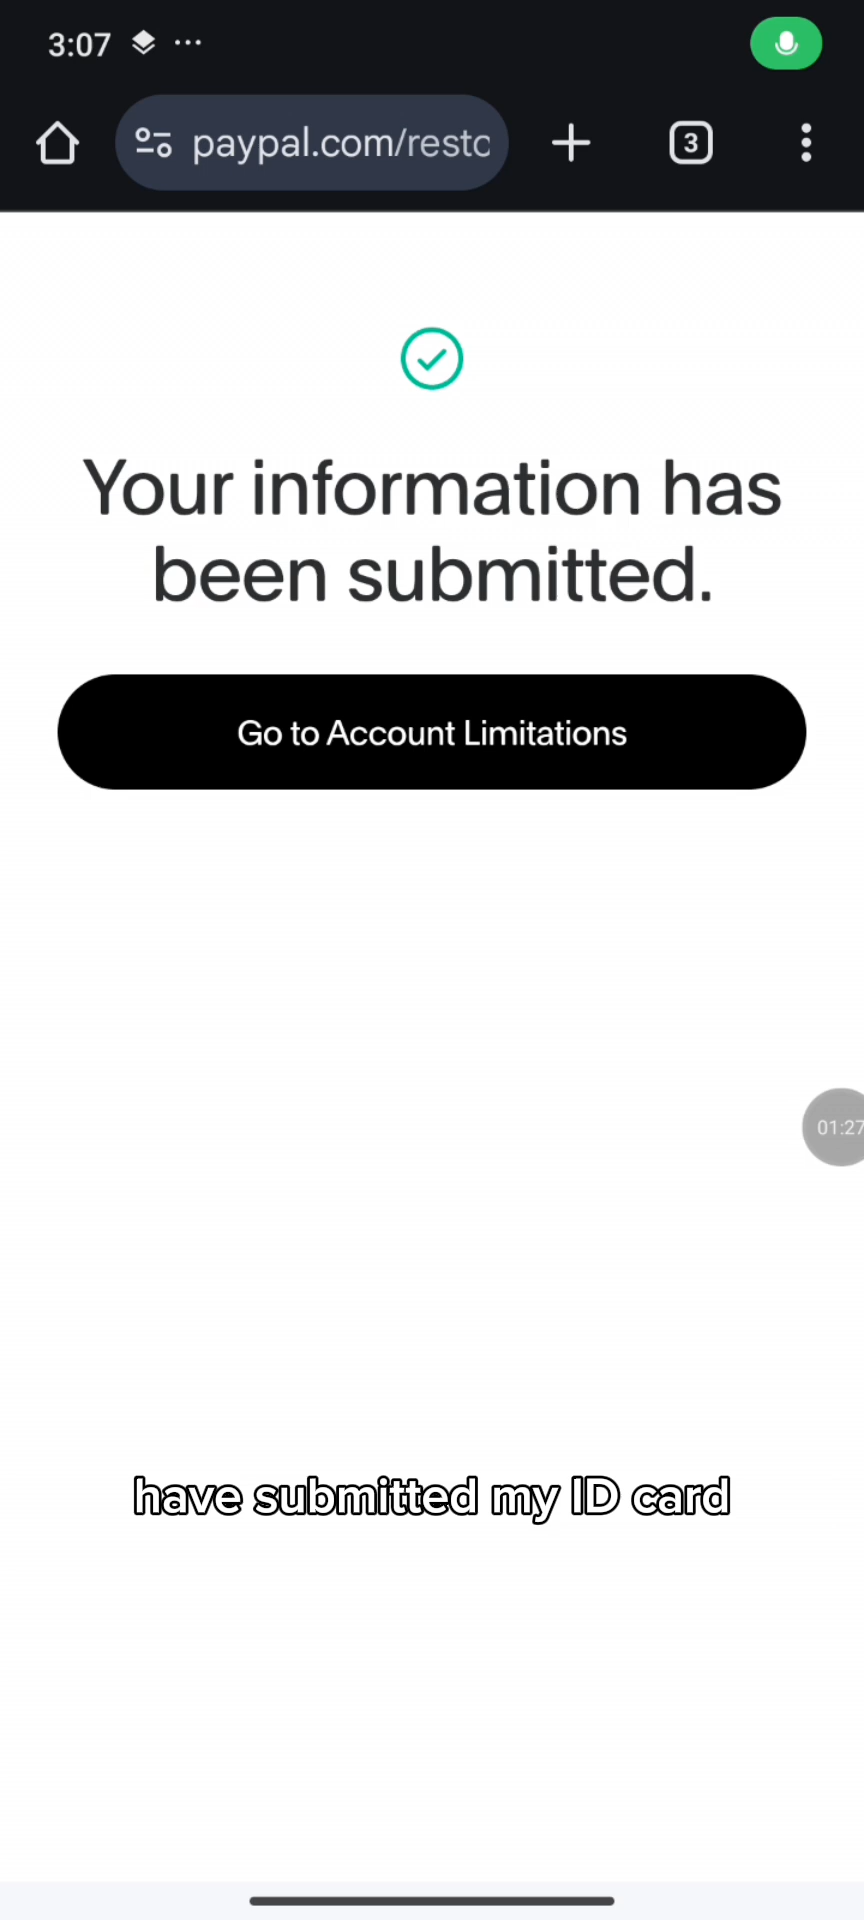 3:07
paypal.com/resto
3
Your information has
been submitted.
Go to Account Limitations
01:27
have submitted my ID card